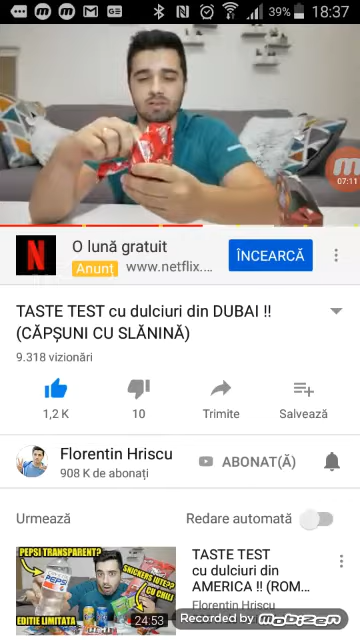 39% 18:37
07:11
N
O lună gratuit
Anunț www.netflix....
ÎNCEARCĂ
TASTE TEST cu dulciuri din DUBAI !!
(CĂPȘUNI CU SLĂNINĂ)
9.318 vizionări
1,2 K
10
Trimite
Salvează
Florentin Hriscu
908 K de abonați
ABONAT(Ă)
Urmează
Redare automată
PEPSI TRANSPARENT?
SNICKERS IUTE??
CU CHILI
PEPSI
EDITIE LIMITATA
24:53
TASTE TEST
cu dulciuri din
AMERICA !! (ROM...
Florentin Hriscu
Recorded by mobizen